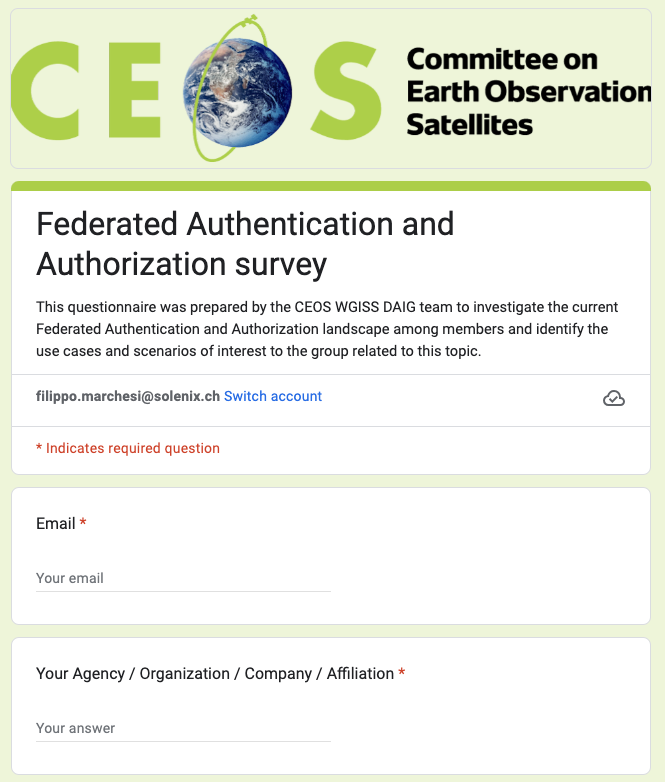 CEOS
Committee on
Earth Observation
Satellites
Federated Authentication and
Authorization survey
This questionnaire was prepared by the CEOS WGISS DAIG team to investigate the current
Federated Authentication and Authorization landscape among members and identify the
use cases and scenarios of interest to the group related to this topic.
filippo.marchesi@solenix.ch Switch account
* Indicates required question
Email *
Your email
Your Agency / Organization / Company / Affiliation *
Your answer